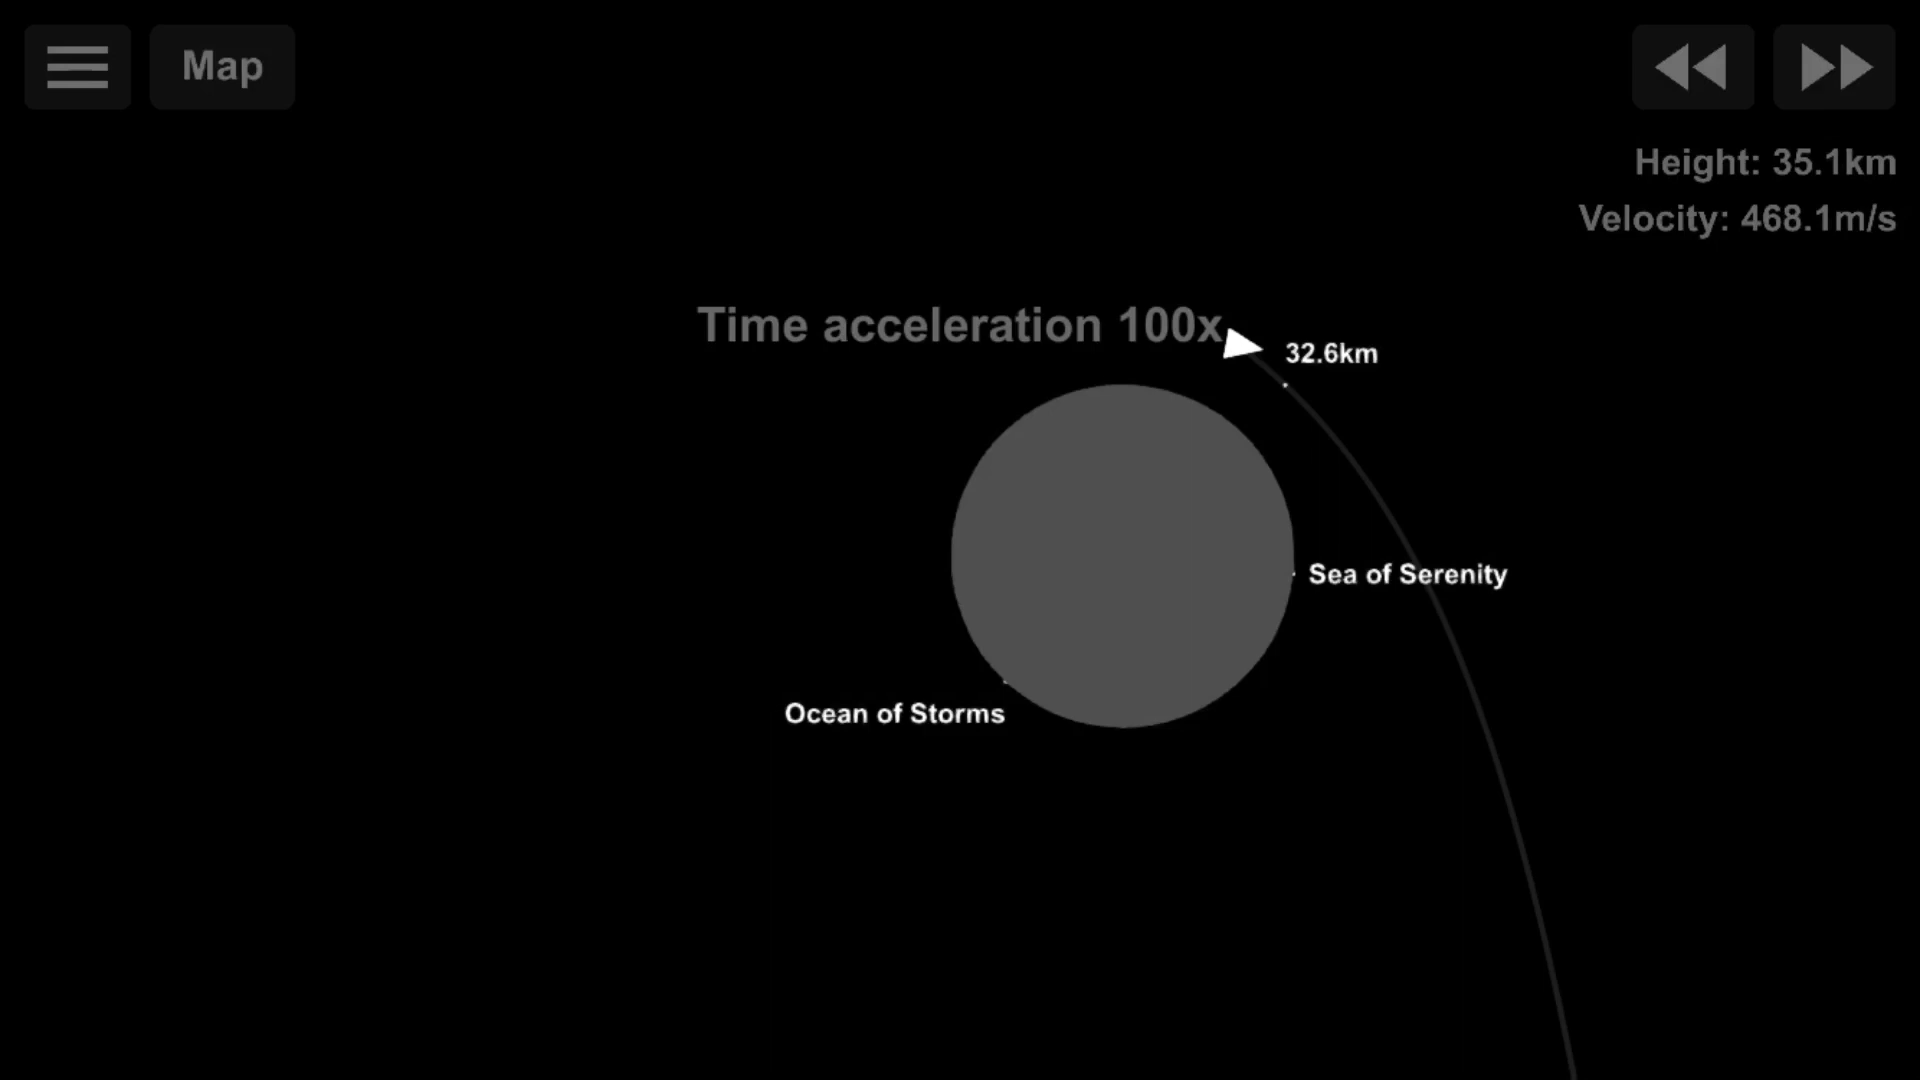 Map
Height: 35.1km
Velocity: 468.1m/s
Time acceleration 100x
32.6km
Sea of Serenity
Ocean of Storms